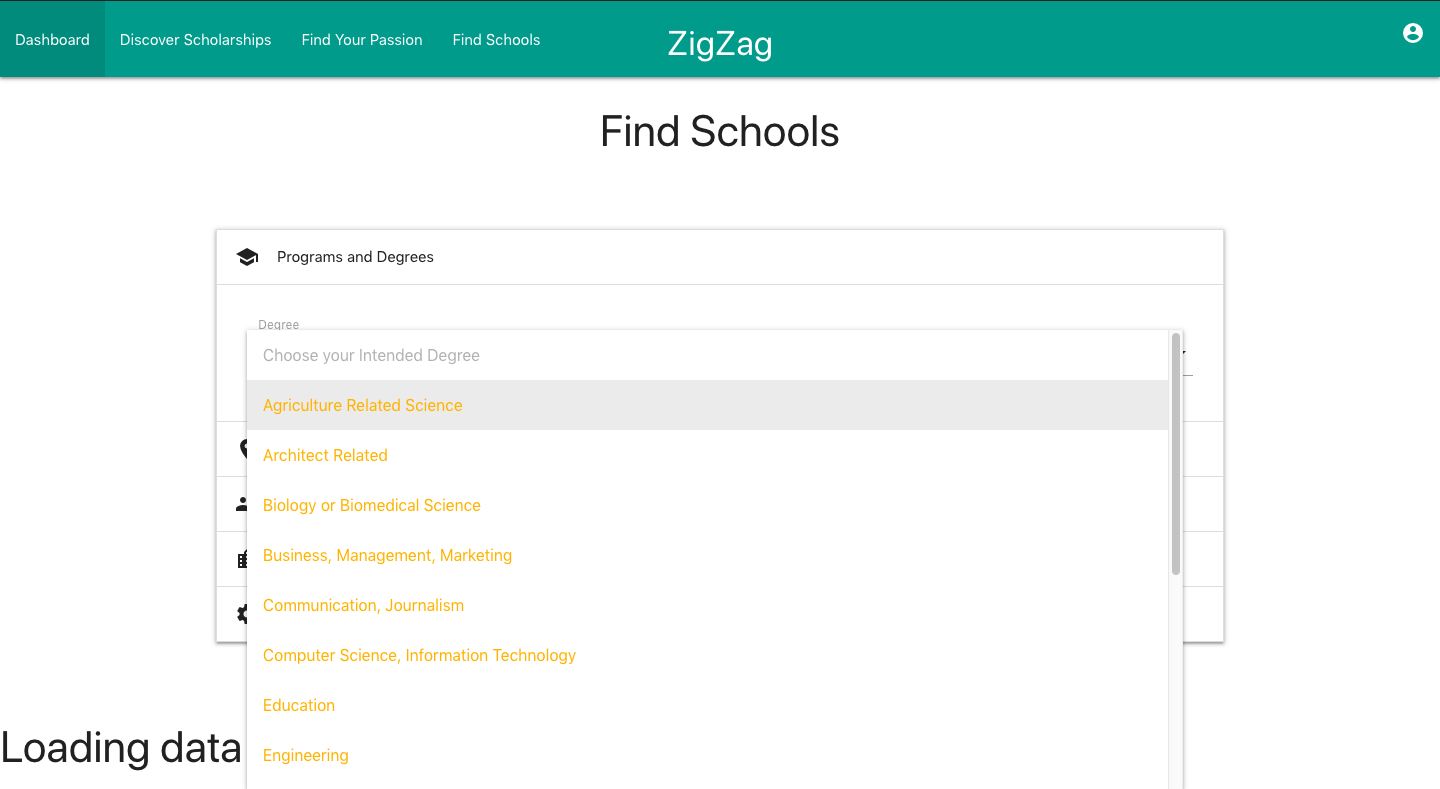 Dashboard
Discover Scholarships
Find Your Passion
Find Schools
ZigZag
Find Schools
Programs and Degrees
Degree
Choose your Intended Degree
Agriculture Related Science
Architect Related
Biology or Biomedical Science
Business, Management, Marketing
Communication, Journalism
Computer Science, Information Technology
Education
Engineering
Loading data